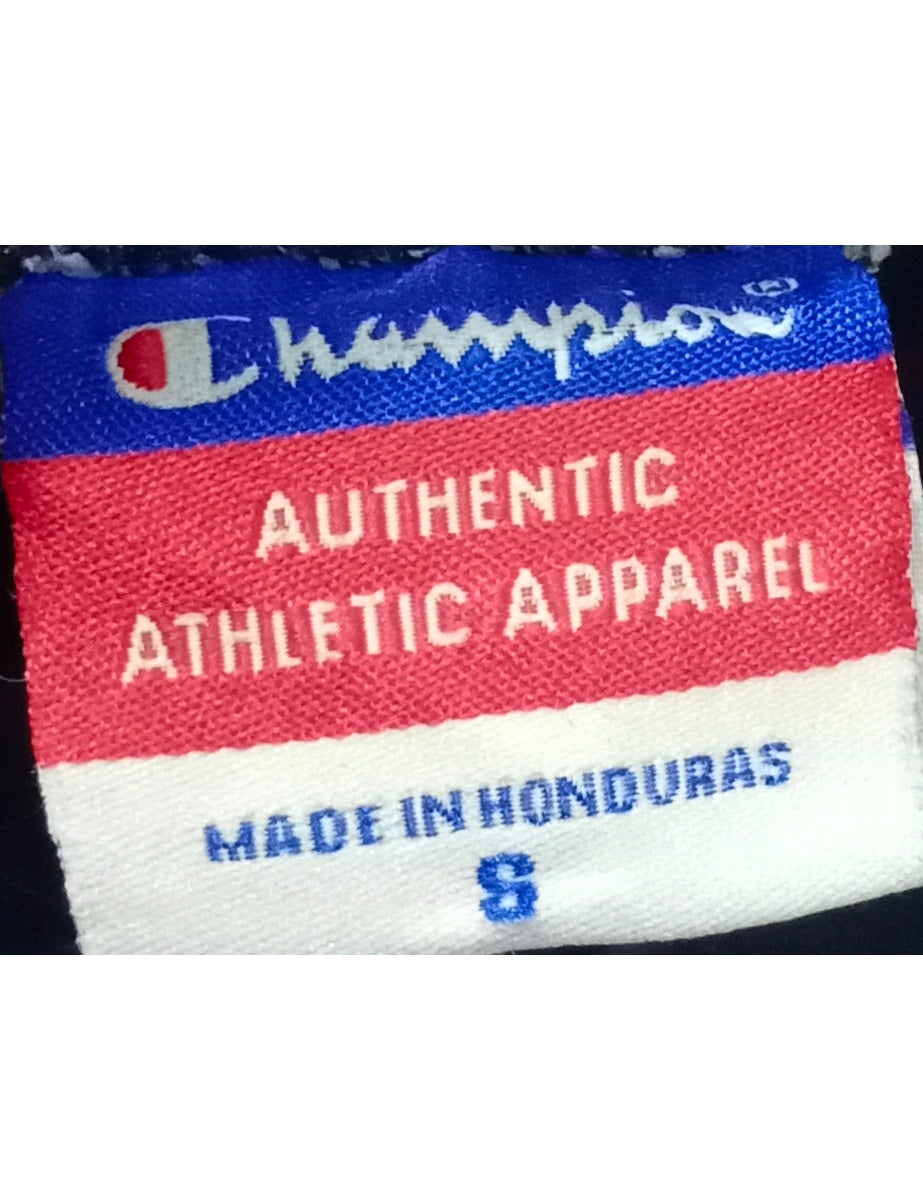 Champion®
AUTHENTIC
ATHLETIC APPAREL
MADE IN HONDURAS
S